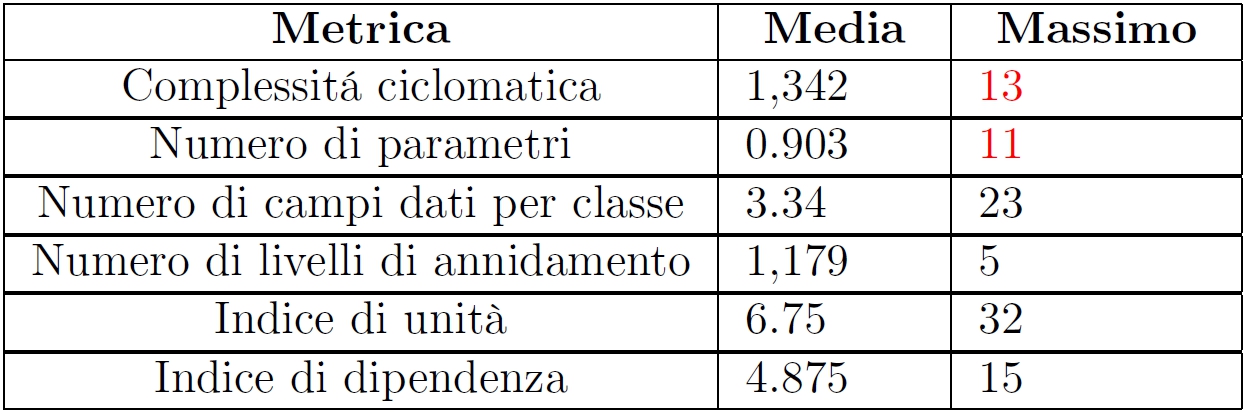 Metrica Media Massimo
Complessitá ciclomatica 1,342 13
Numero di parametri 0.903 11
Numero di campi dati per classe 3.34 23
Numero di livelli di annidamento 1,179 5
Indice di unità 6.75 32
Indice di dipendenza 4.875 15